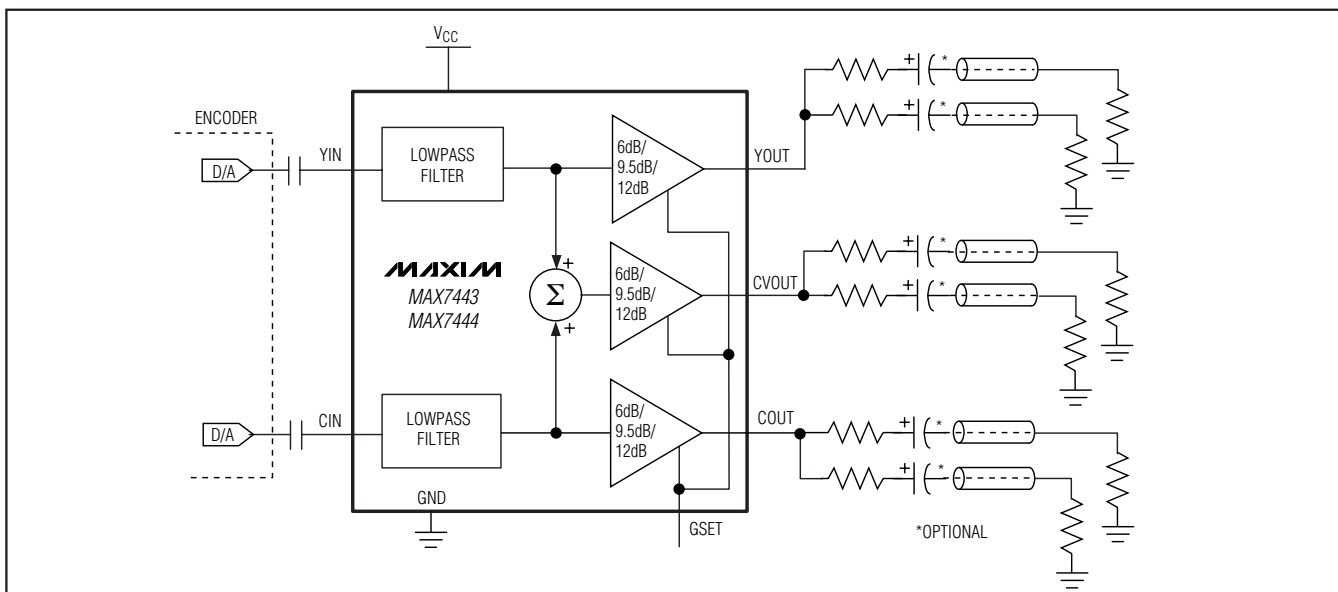 VCC
ENCODER
D/A
YIN
LOWPASS
FILTER
6dB/
9.5dB/
12dB
YOUT
+
*
+
*
MAXIM
MAX7443
MAX7444
+
Σ
+
6dB/
9.5dB/
12dB
CVOUT
+
*
+
*
D/A
CIN
LOWPASS
FILTER
6dB/
9.5dB/
12dB
COUT
+
*
+
*
GND
GSET
*OPTIONAL